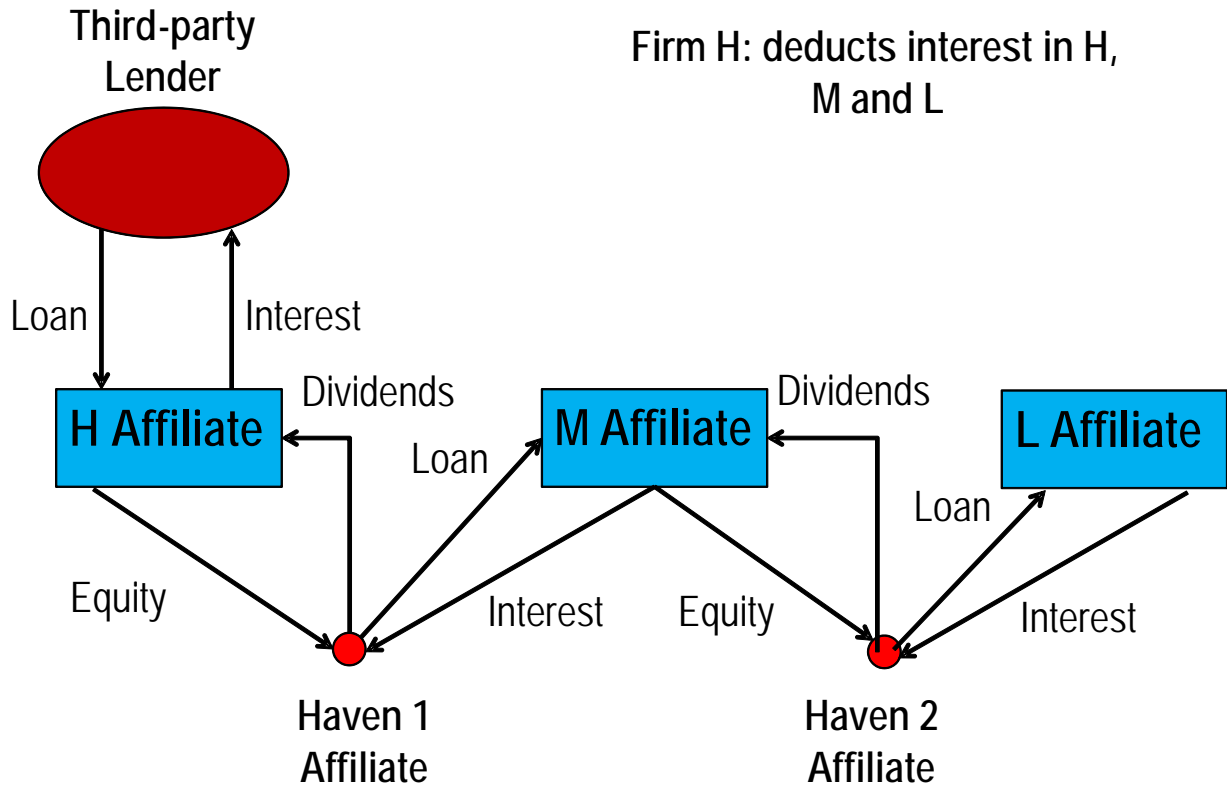 Third-party
Lender
Firm H: deducts interest in H,
M and L
Loan
Interest
Dividends
Dividends
H Affiliate
M Affiliate
L Affiliate
Loan
Loan
Equity
Interest
Equity
Interest
Haven 1
Affiliate
Haven 2
Affiliate